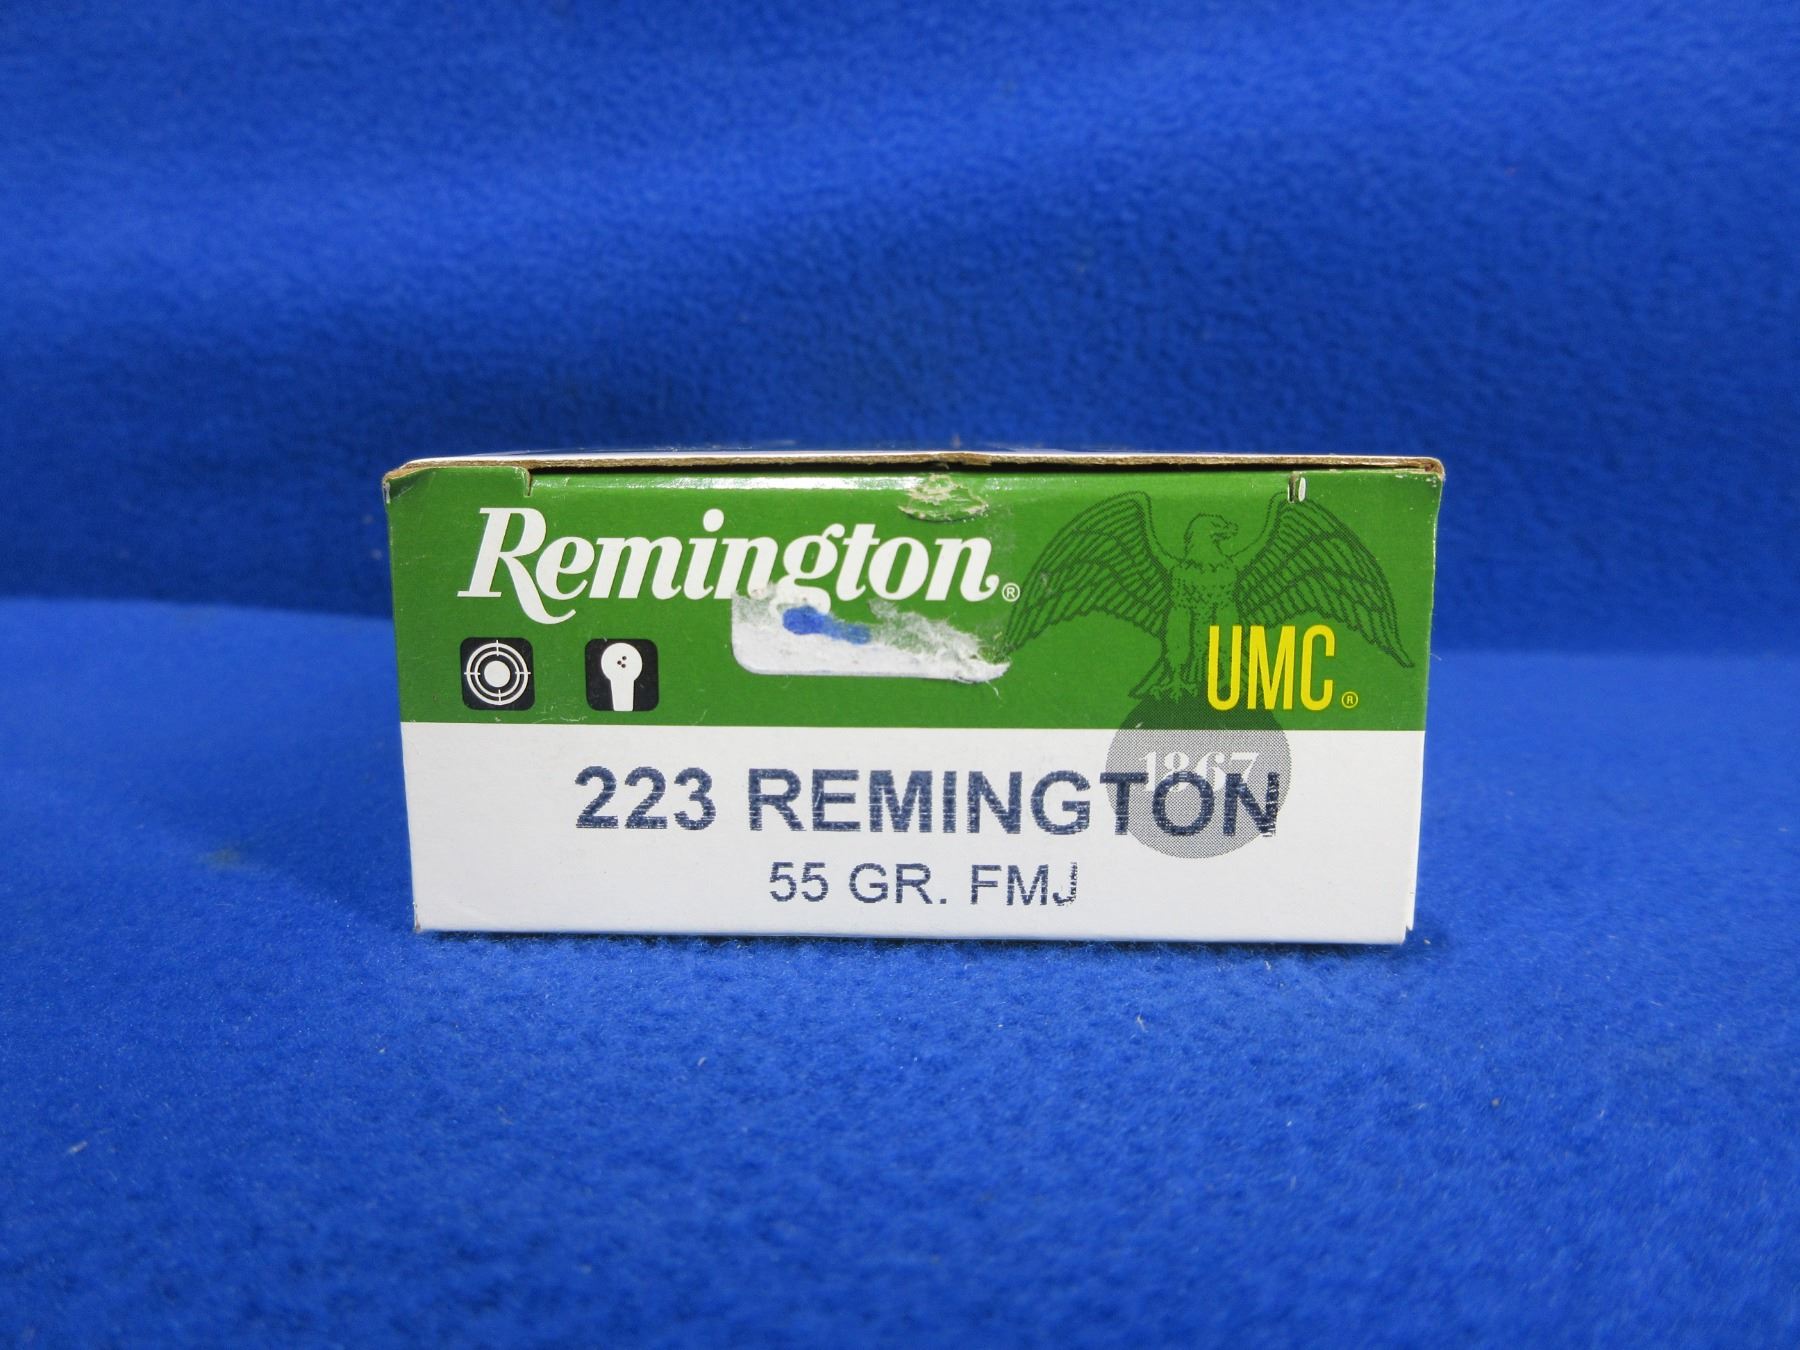 Remington®
UMC®
1867
223 REMINGTON
55 GR. FMJ